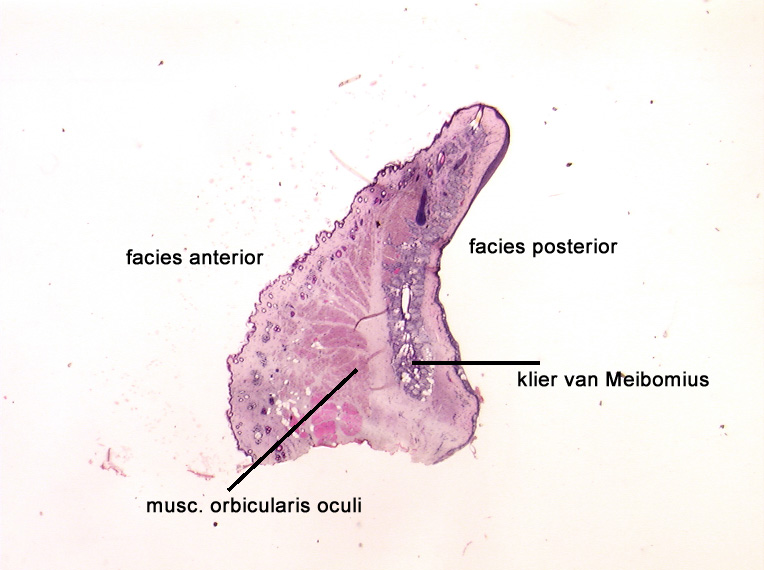 facies anterior
facies posterior
klier van Meibomius
musc. orbicularis oculi